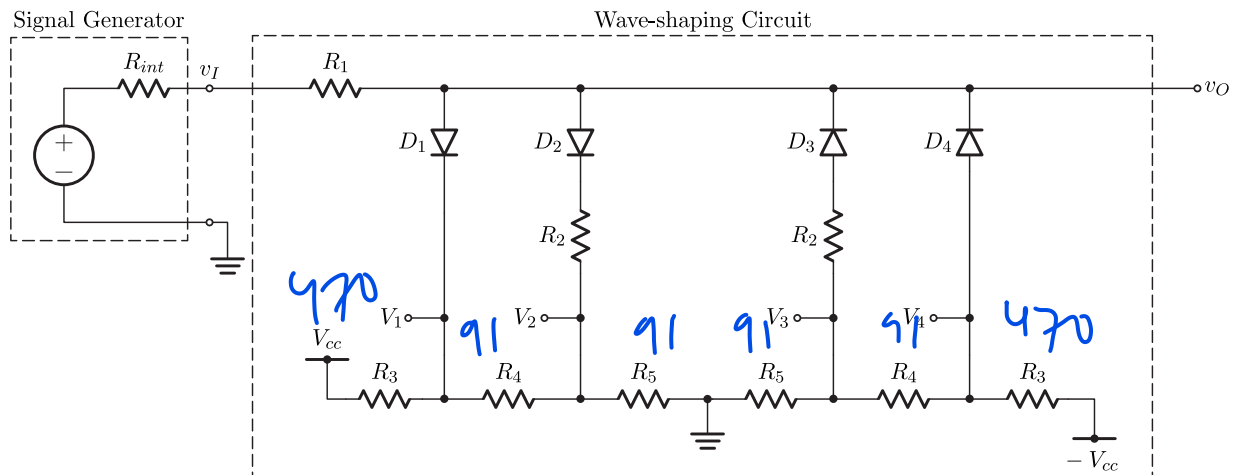 Signal Generator Wave-shaping Circuit
R_int v_I R_1 v_O
+
−
D_1 D_2 D_3 D_4
R_2 R_2
470 V_1 V_2 V_3 V_4 470
V_cc 91 91 91 91
R_3 R_4 R_5 R_5 R_4 R_3
− V_cc